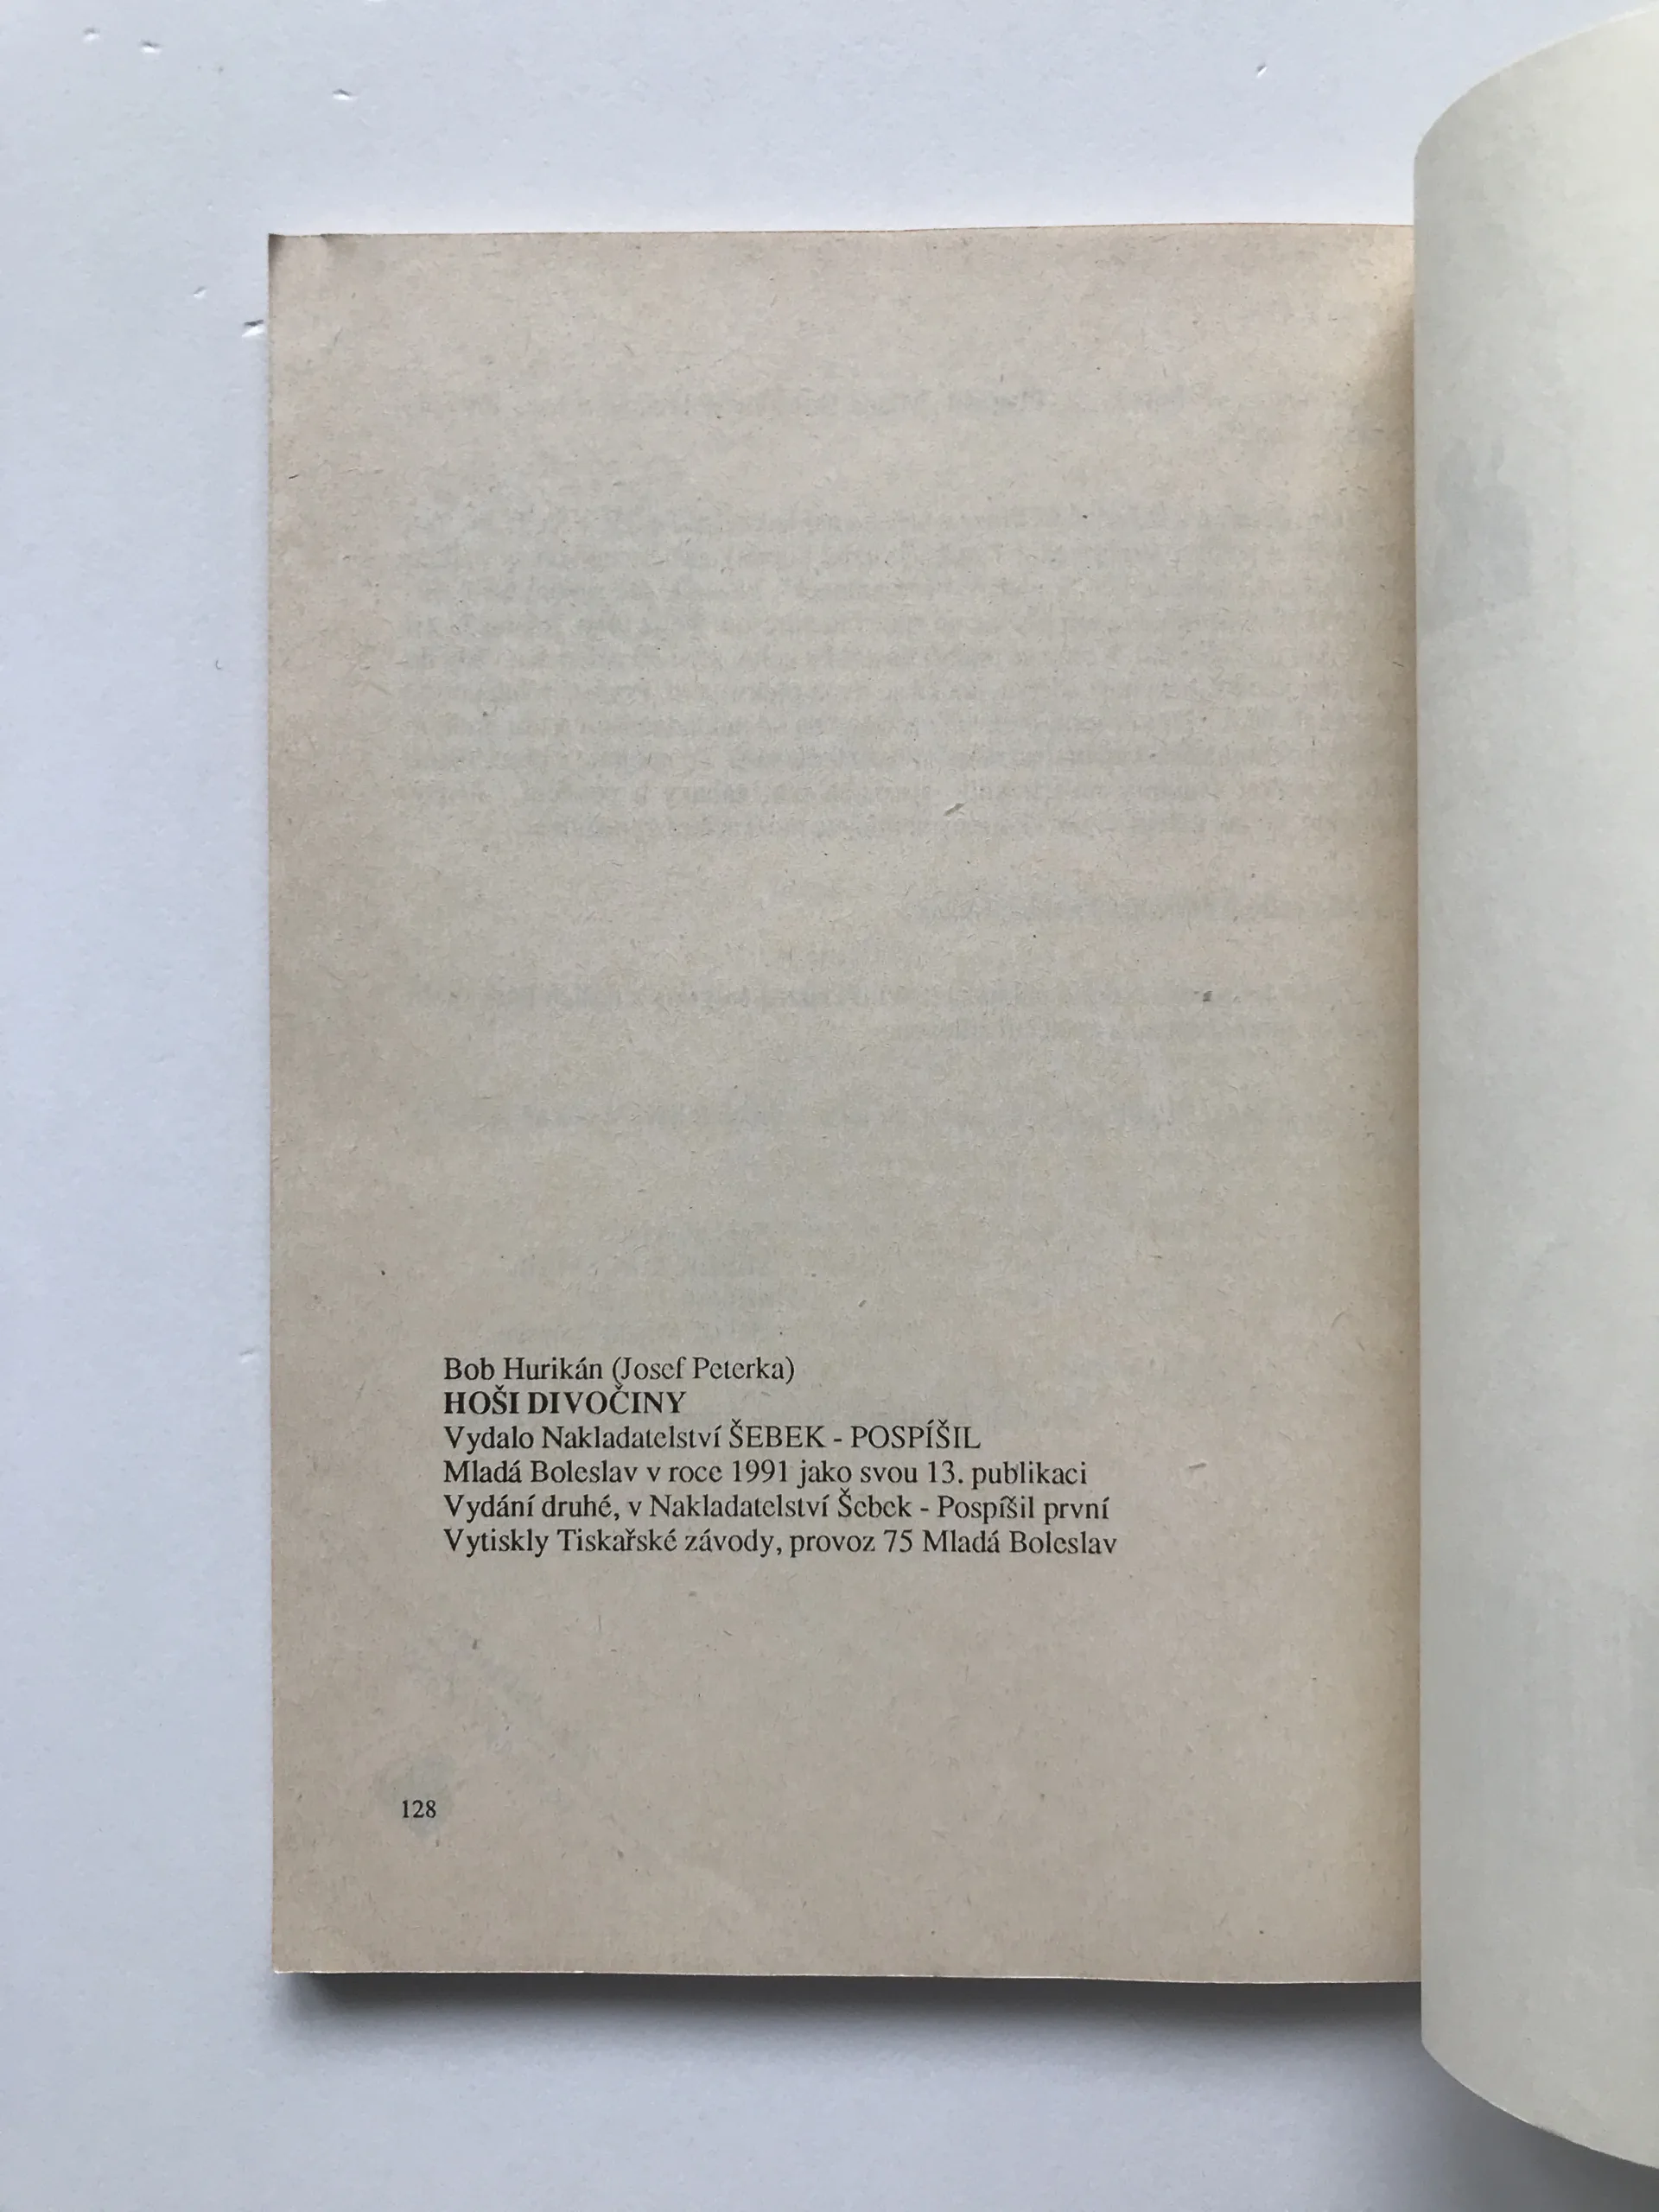 Bob Hurikán (Josef Peterka)
HOŠI DIVOČINY
Vydalo Nakladatelství ŠEBEK - POSPÍŠIL
Mladá Boleslav v roce 1991 jako svou 13. publikaci
Vydání druhé, v Nakladatelství Šebek - Pospíšil první
Vytiskly Tiskařské závody, provoz 75 Mladá Boleslav
128